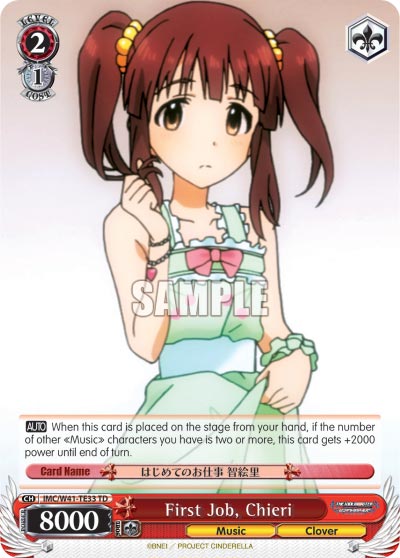 LEVEL
2
1
COST
SAMPLE
AUTO When this card is placed on the stage from your hand, if the number
of other «Music» characters you have is two or more, this card gets +2000
power until end of turn.
Card Name はじめてのお仕事 智絵里
CH IMC/W41-TE33 TD
8000 First Job, Chieri
Music Clover
©BNEI / PROJECT CINDERELLA